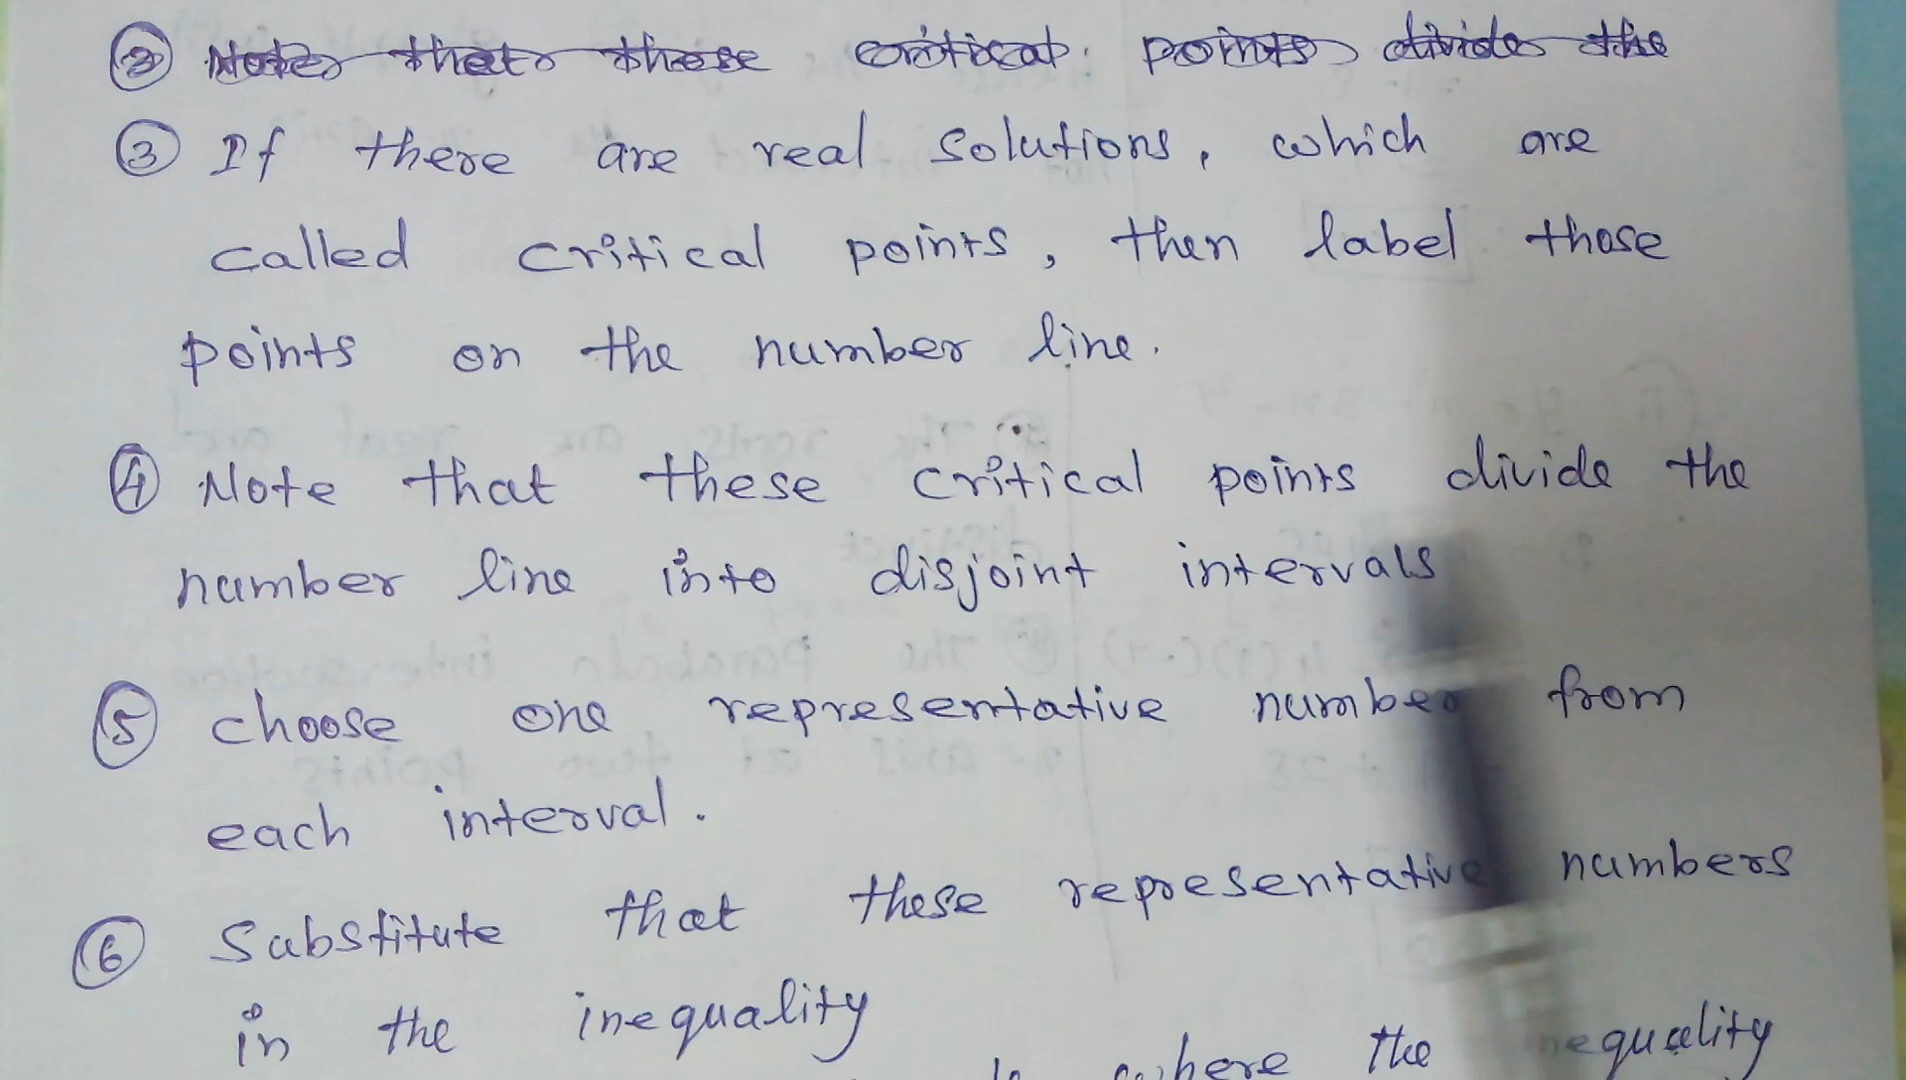 ② Note that these critical points divide the
③ If there are real solutions, which are
called critical points, then label those
points on the number line.
④ Note that these critical points divide the
number line into disjoint intervals
⑤ choose one representative number from
each interval.
⑥ Substitute that these representative numbers
in the inequality
where the equality